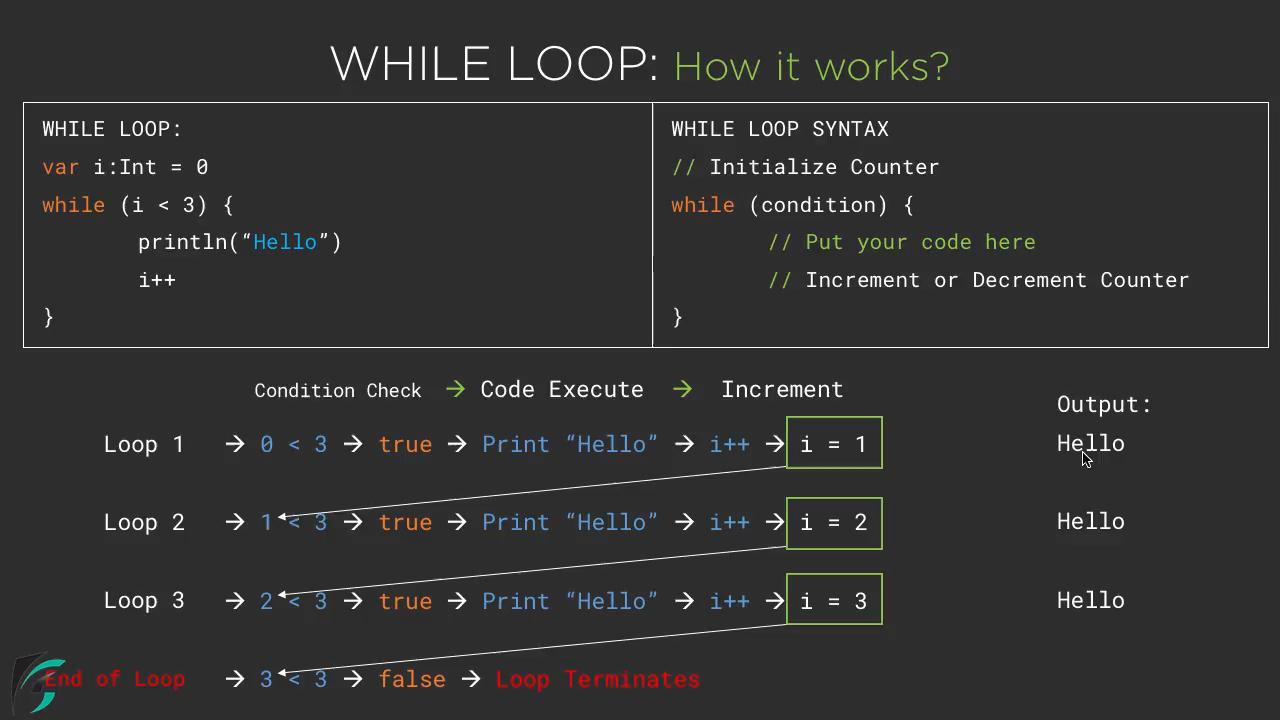 WHILE LOOP: How it works?
WHILE LOOP:
var i:Int = 0
while (i < 3) {
println(“Hello”)
i++
}
WHILE LOOP SYNTAX
// Initialize Counter
while (condition) {
// Put your code here
// Increment or Decrement Counter
}
Condition Check → Code Execute → Increment
Output:
Loop 1 → 0 < 3 → true → Print “Hello” → i++ → i = 1 Hello
Loop 2 → 1 < 3 → true → Print “Hello” → i++ → i = 2 Hello
Loop 3 → 2 < 3 → true → Print “Hello” → i++ → i = 3 Hello
End of Loop → 3 < 3 → false → Loop Terminates